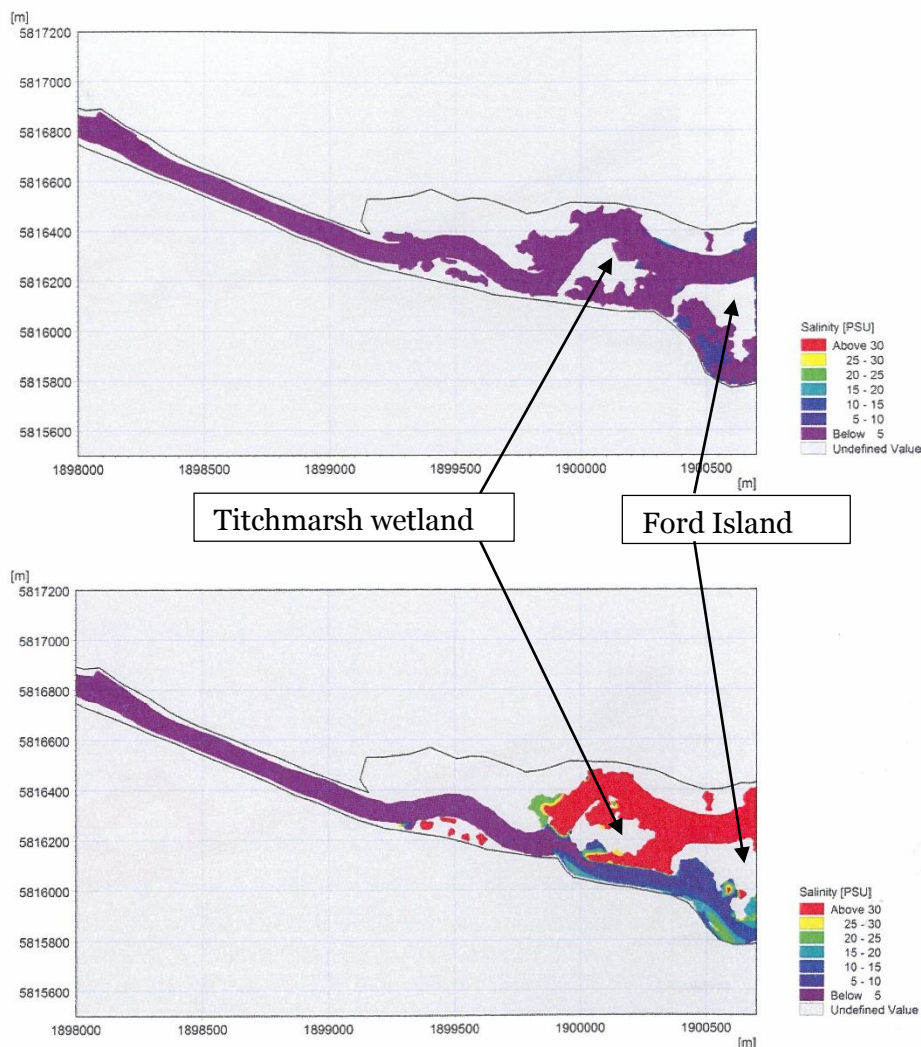 [m]
5817200
5817000
5816800
5816600
5816400
5816200
5816000
5815800
5815600
1898000 1898500 1899000 1899500 1900000 1900500
[m]
Salinity [PSU]
Above 30
25 - 30
20 - 25
15 - 20
10 - 15
5 - 10
Below 5
Undefined Value
Titchmarsh wetland
Ford Island
[m]
5817200
5817000
5816800
5816600
5816400
5816200
5816000
5815800
5815600
1898000 1898500 1899000 1899500 1900000 1900500
[m]
Salinity [PSU]
Above 30
25 - 30
20 - 25
15 - 20
10 - 15
5 - 10
Below 5
Undefined Value